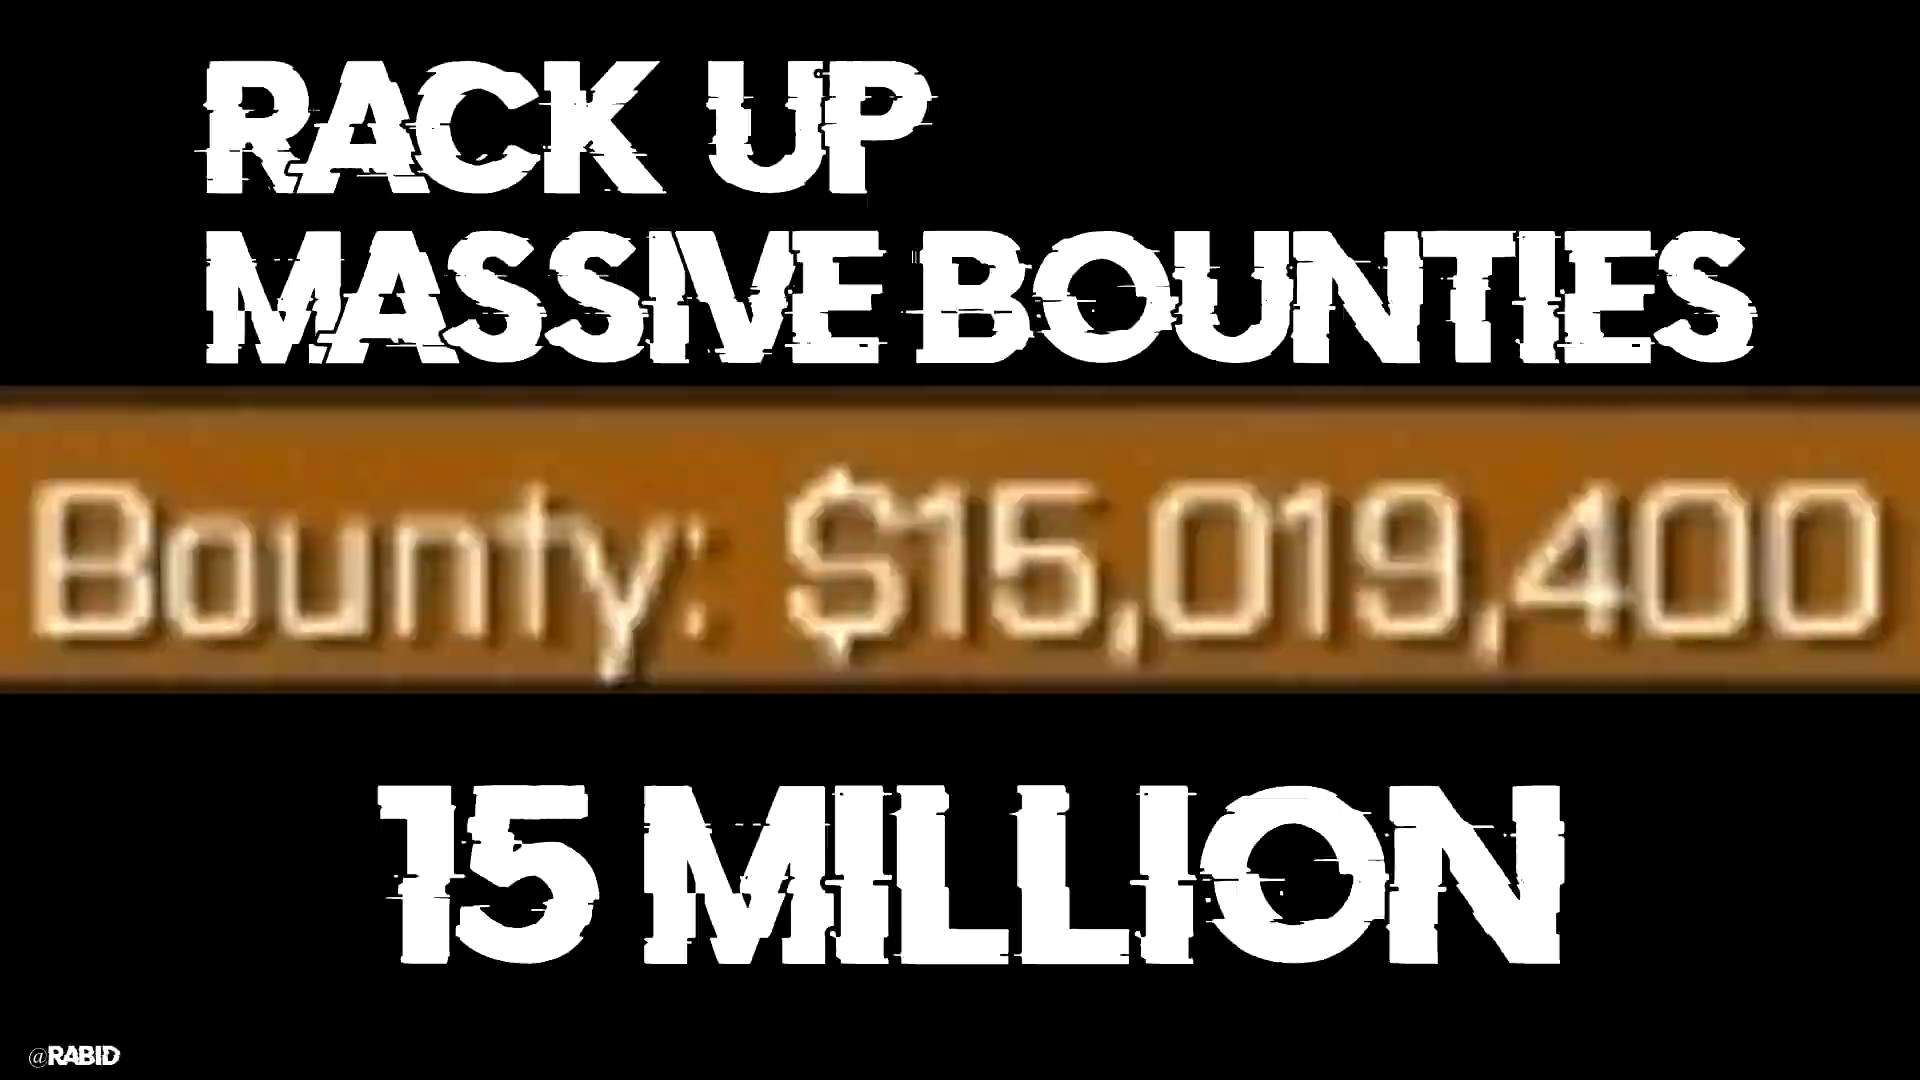 RACK UP
MASSIVE BOUNTIES
Bounty: $15,019,400
15 MILLION
@RABID